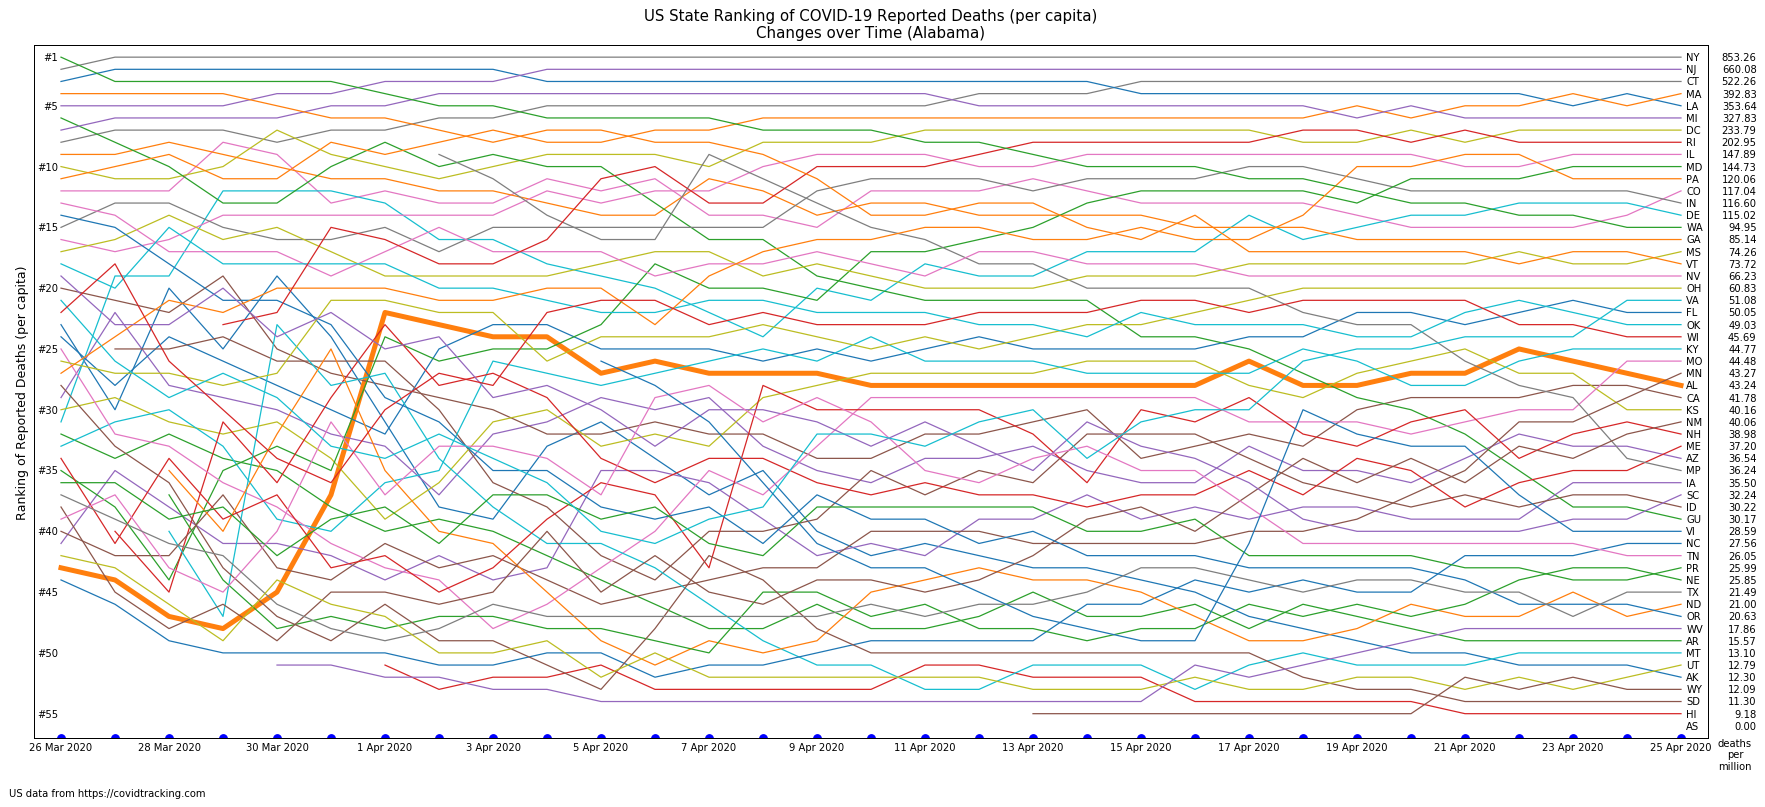 US State Ranking of COVID-19 Reported Deaths (per capita)
Changes over Time (Alabama)
Ranking of Reported Deaths (per capita)
#1
#5
#10
#15
#20
#25
#30
#35
#40
#45
#50
#55
NY 853.26
NJ 660.08
CT 522.26
MA 392.83
LA 353.64
MI 327.83
DC 233.79
RI 202.95
IL 147.89
MD 144.73
PA 120.06
CO 117.04
IN 116.60
DE 115.02
WA 94.95
GA 85.14
MS 74.26
VT 73.72
NV 66.23
OH 60.83
VA 51.08
FL 50.05
OK 49.03
WI 45.69
KY 44.77
MO 44.48
MN 43.27
AL 43.24
CA 41.78
KS 40.16
NM 40.06
NH 38.98
ME 37.20
AZ 36.54
MP 36.24
IA 35.50
SC 32.24
ID 30.22
GU 30.17
VI 28.59
NC 27.56
TN 26.05
PR 25.99
NE 25.85
TX 21.49
ND 21.00
OR 20.63
WV 17.86
AR 15.57
MT 13.10
UT 12.79
AK 12.30
WY 12.09
SD 11.30
HI 9.18
AS 0.00
26 Mar 2020 28 Mar 2020 30 Mar 2020 1 Apr 2020 3 Apr 2020 5 Apr 2020 7 Apr 2020 9 Apr 2020 11 Apr 2020 13 Apr 2020 15 Apr 2020 17 Apr 2020 19 Apr 2020 21 Apr 2020 23 Apr 2020 25 Apr 2020
deaths
per
million
US data from https://covidtracking.com